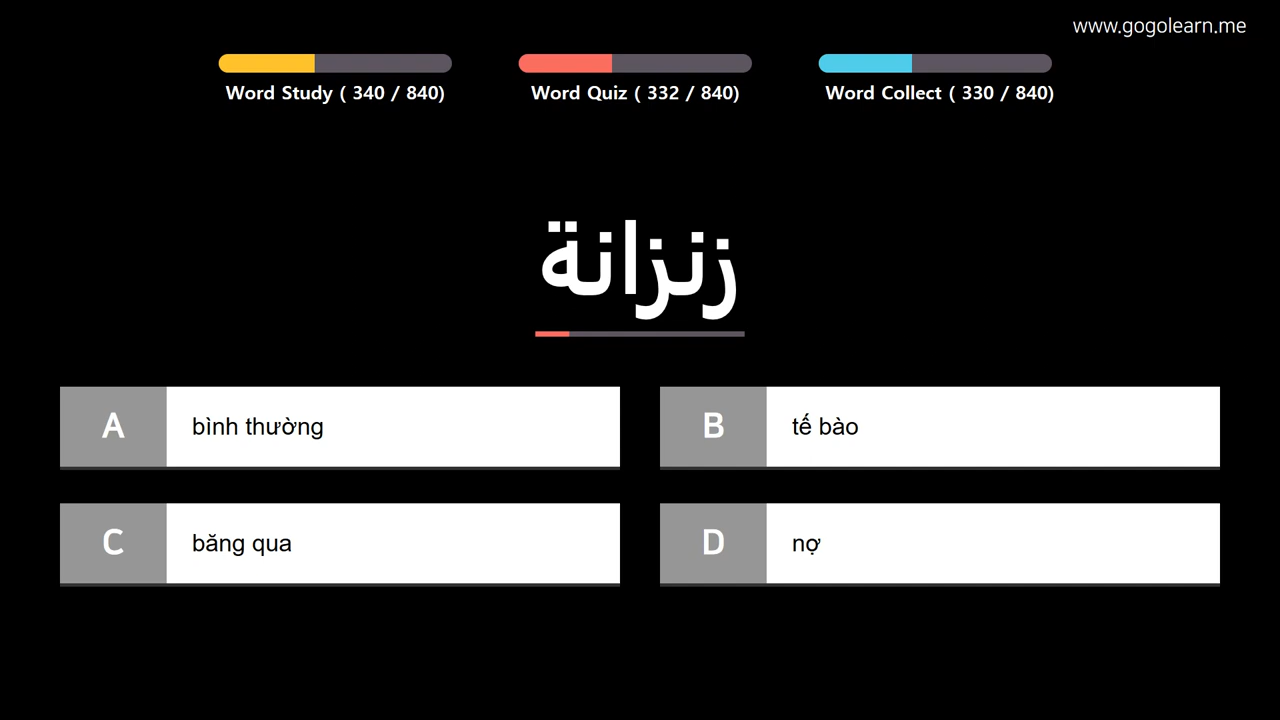 www.gogolearn.me
Word Study ( 340 / 840)
Word Quiz ( 332 / 840)
Word Collect ( 330 / 840)
زنزانة
A bình thường
B tế bào
C băng qua
D nợ